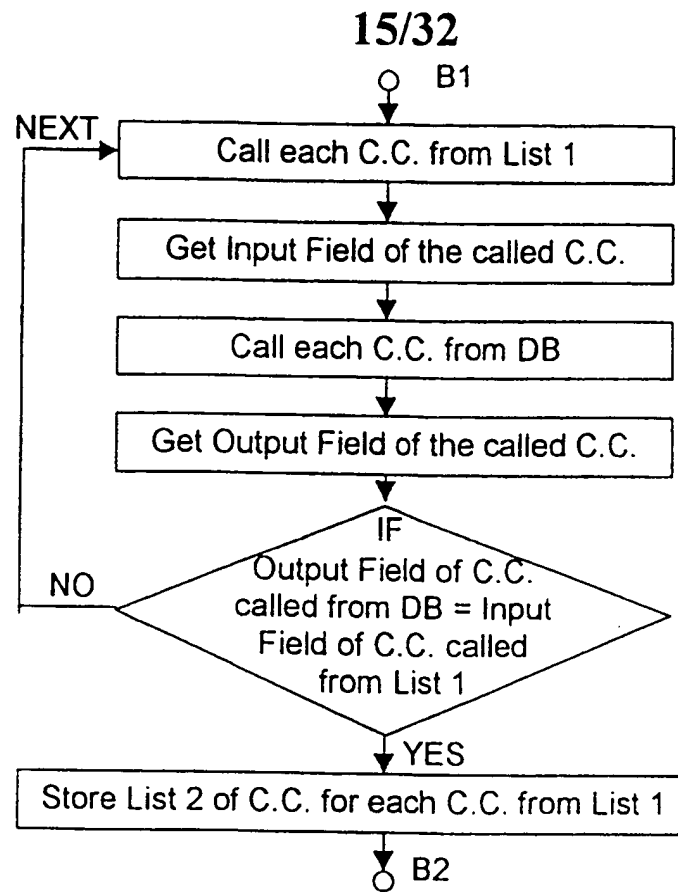 15/32
B1
NEXT
Call each C.C. from List 1
Get Input Field of the called C.C.
Call each C.C. from DB
Get Output Field of the called C.C.
IF
Output Field of C.C.
called from DB = Input
Field of C.C. called
from List 1
NO
YES
Store List 2 of C.C. for each C.C. from List 1
B2